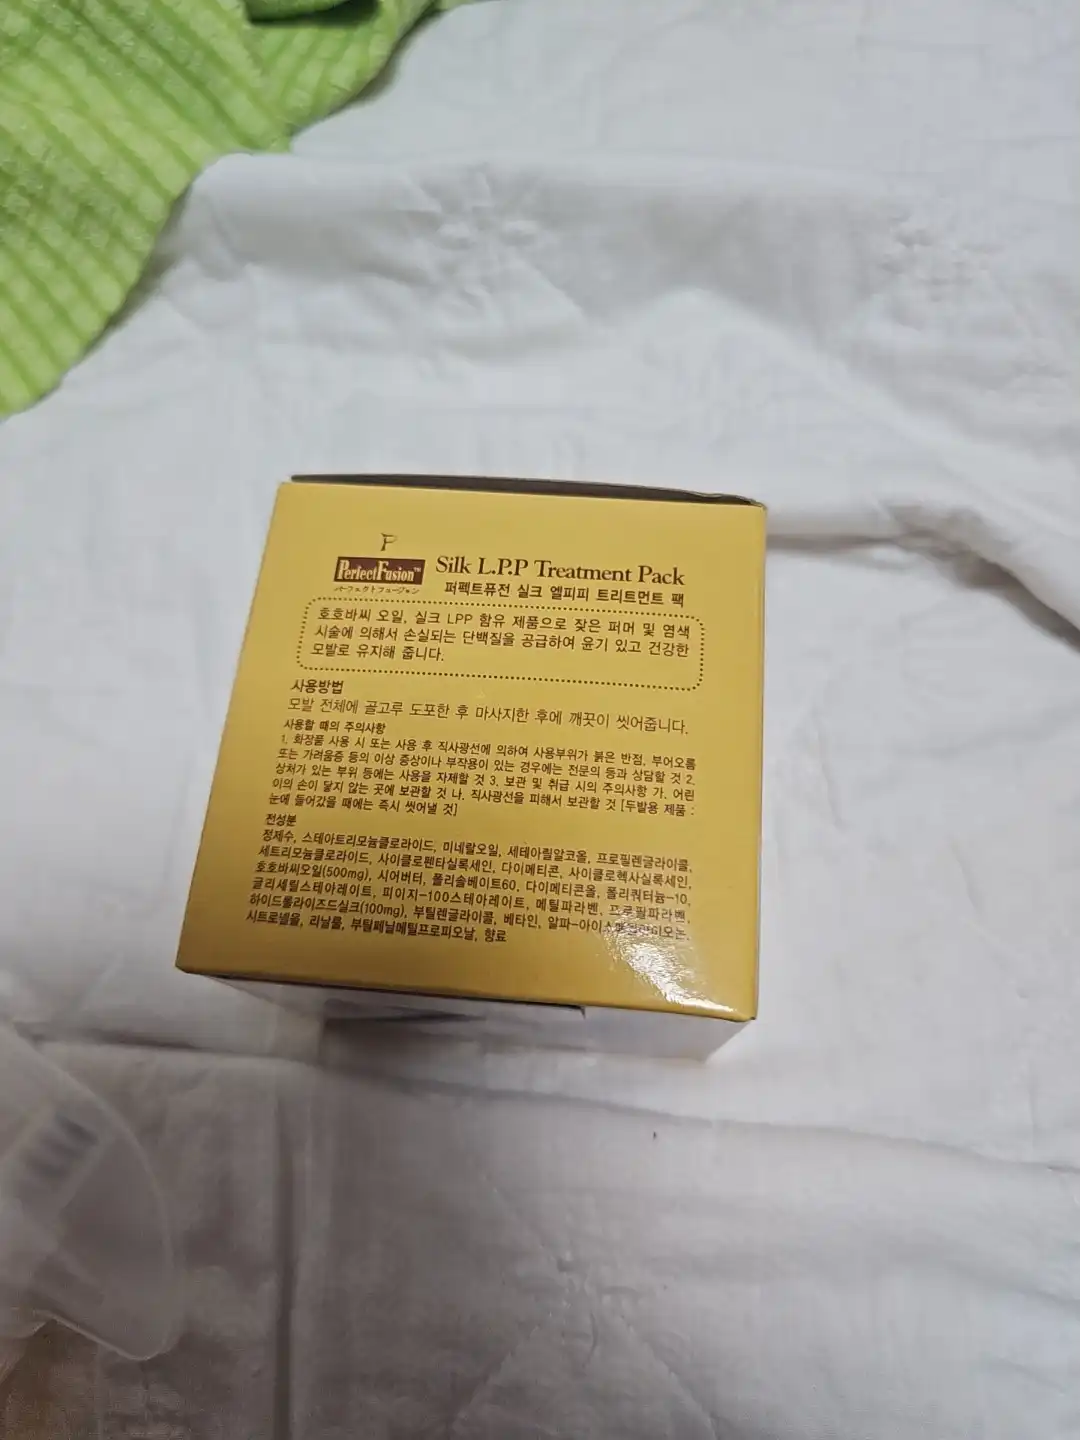 P
PerfectFusion™
パーフェクトフュージョン
Silk L.P.P Treatment Pack
퍼펙트퓨전 실크 엘피피 트리트먼트 팩
호호바씨 오일, 실크 LPP 함유 제품으로 잦은 퍼머 및 염색
시술에 의해서 손실되는 단백질을 공급하여 윤기 있고 건강한
모발로 유지해 줍니다.
사용방법
모발 전체에 골고루 도포한 후 마사지한 후에 깨끗이 씻어줍니다.
사용할 때의 주의사항
1. 화장품 사용 시 또는 사용 후 직사광선에 의하여 사용부위가 붉은 반점, 부어오름
또는 가려움증 등의 이상 증상이나 부작용이 있는 경우에는 전문의 등과 상담할 것 2.
상처가 있는 부위 등에는 사용을 자제할 것 3. 보관 및 취급 시의 주의사항 가. 어린
이의 손이 닿지 않는 곳에 보관할 것 나. 직사광선을 피해서 보관할 것 [두발용 제품 :
눈에 들어갔을 때에는 즉시 씻어낼 것]
전성분
정제수, 스테아트리모늄클로라이드, 미네랄오일, 세테아릴알코올, 프로필렌글라이콜,
세트리모늄클로라이드, 사이클로펜타실록세인, 다이메티콘, 사이클로헥사실록세인,
호호바씨오일(500mg), 시어버터, 폴리솔베이트60, 다이메티콘올, 폴리쿼터늄-10,
글리세릴스테아레이트, 피이지-100스테아레이트, 메틸파라벤, 프로필파라벤,
하이드롤라이즈드실크(100mg), 부틸렌글라이콜, 베타인,
시트로넬올, 리날룰, 부틸페닐메틸프로피오날, 향료